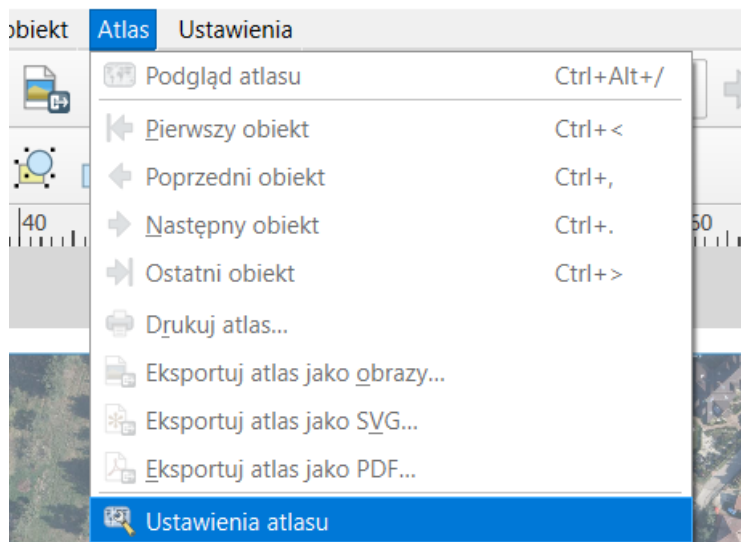 obiekt Atlas Ustawienia
Podgląd atlasu Ctrl+Alt+/
Pierwszy obiekt Ctrl+<
Poprzedni obiekt Ctrl+,
40 Następny obiekt Ctrl+. 60
Ostatni obiekt Ctrl+>
Drukuj atlas...
Eksportuj atlas jako obrazy...
Eksportuj atlas jako SVG...
Eksportuj atlas jako PDF...
Ustawienia atlasu